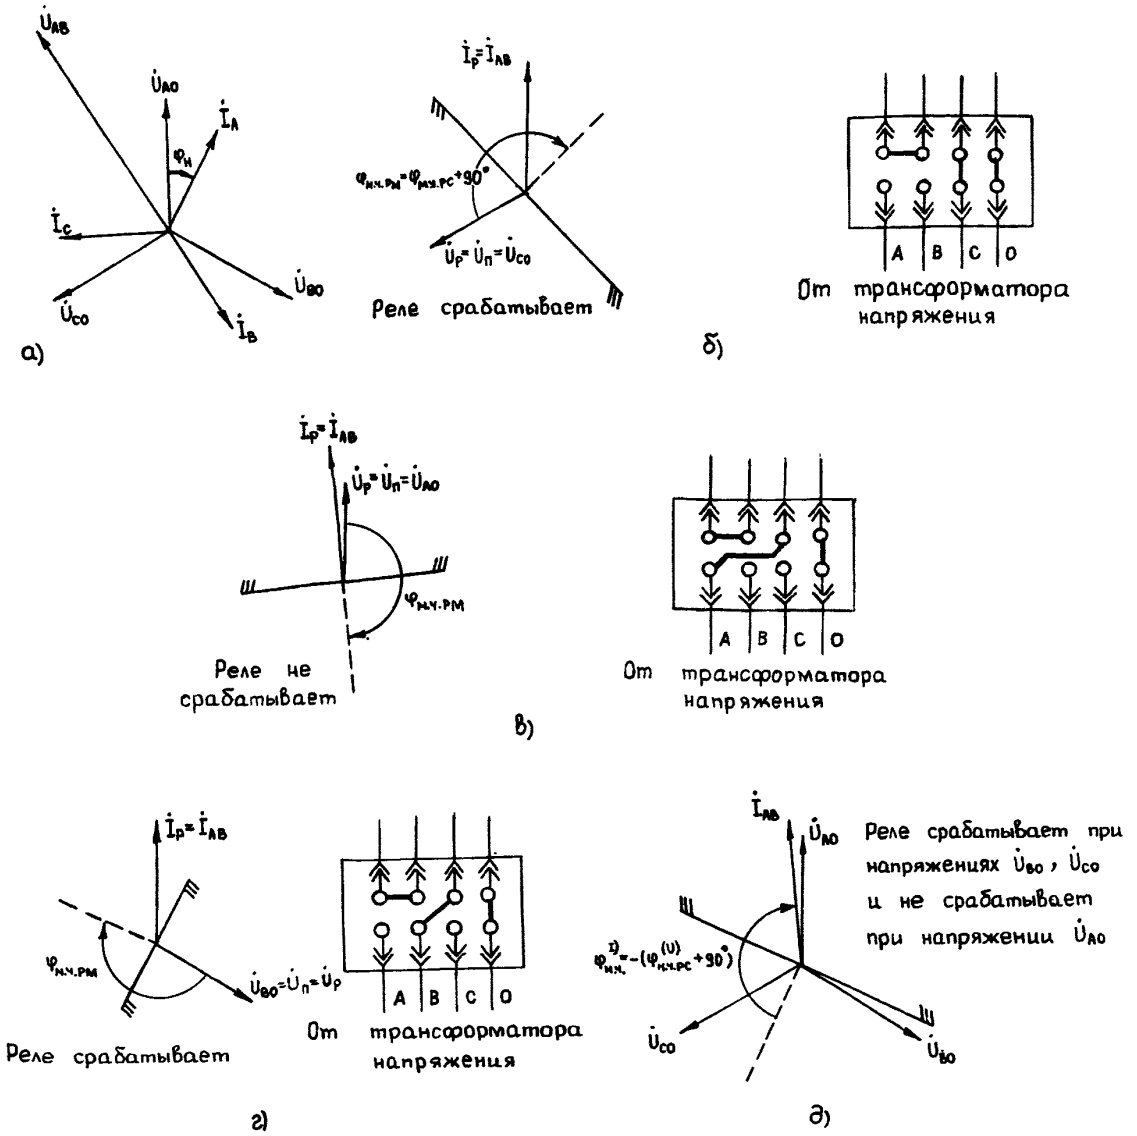 U̇AB
U̇AO
İA
φH
İC
U̇CO
U̇BO
İB
а)
İP=İAB
φм.ч.РМ=φм.ч.РС+90°
U̇P=U̇П=U̇CO
Реле срабатывает
A B C O
От трансформатора
напряжения
б)
İP=İAB
U̇P=U̇П=U̇AO
φм.ч.РМ
Реле не
срабатывает
A B C O
От трансформатора
напряжения
в)
İP=İAB
φм.ч.РМ
U̇BO=U̇П=U̇P
Реле срабатывает
A B C O
От трансформатора
напряжения
г)
İAB
U̇AO
U̇CO
U̇BO
Реле срабатывает при
напряжениях U̇BO, U̇CO
и не срабатывает
при напряжении U̇AO
д)